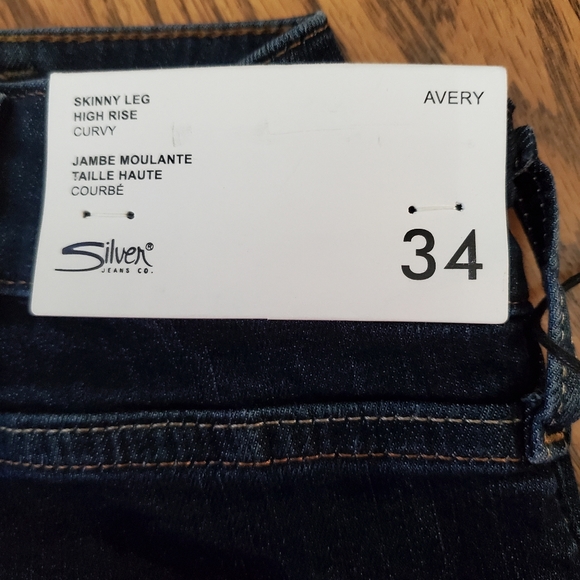 SKINNY LEG
HIGH RISE
CURVY
AVERY
JAMBE MOULANTE
TAILLE HAUTE
COURBÉ
Silver®
JEANS CO.
34